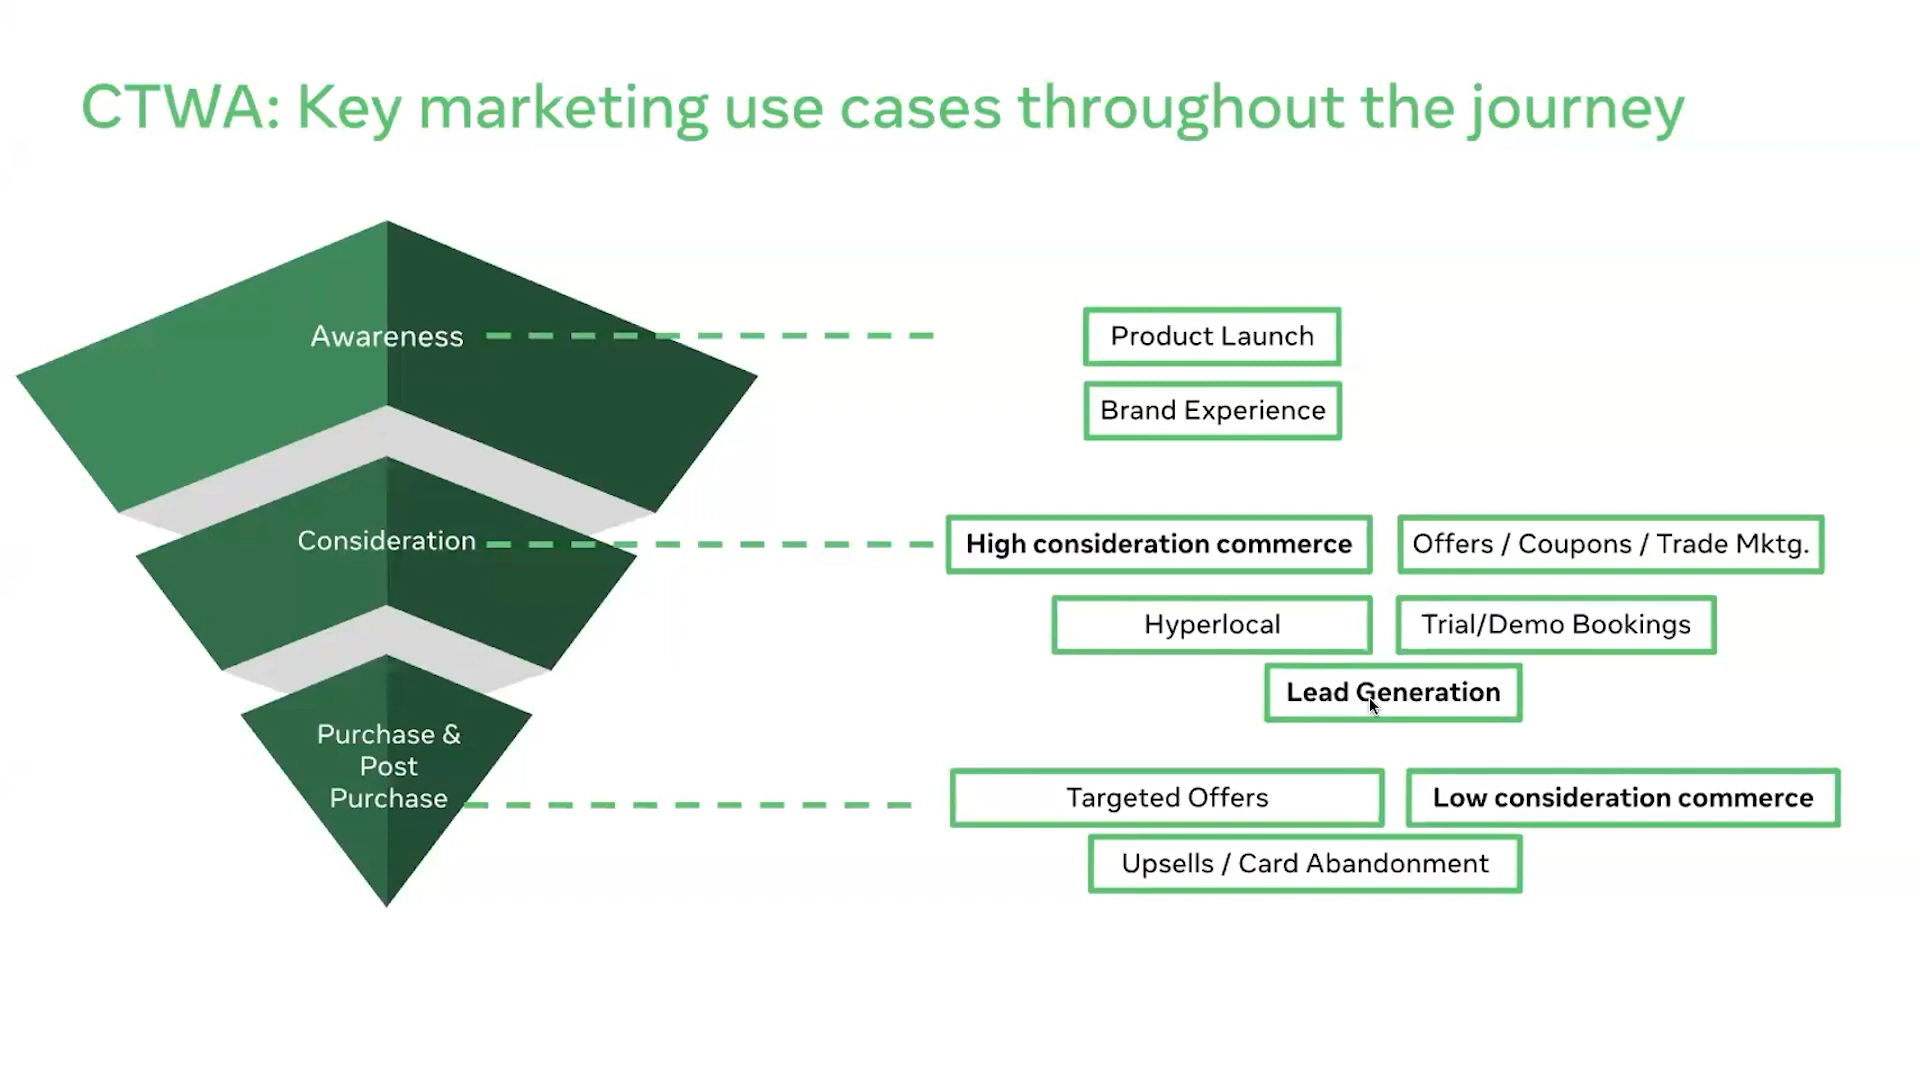 CTWA: Key marketing use cases throughout the journey
Awareness
Product Launch
Brand Experience
Consideration
High consideration commerce
Offers / Coupons / Trade Mktg.
Hyperlocal
Trial/Demo Bookings
Lead Generation
Purchase &
Post
Purchase
Targeted Offers
Low consideration commerce
Upsells / Card Abandonment